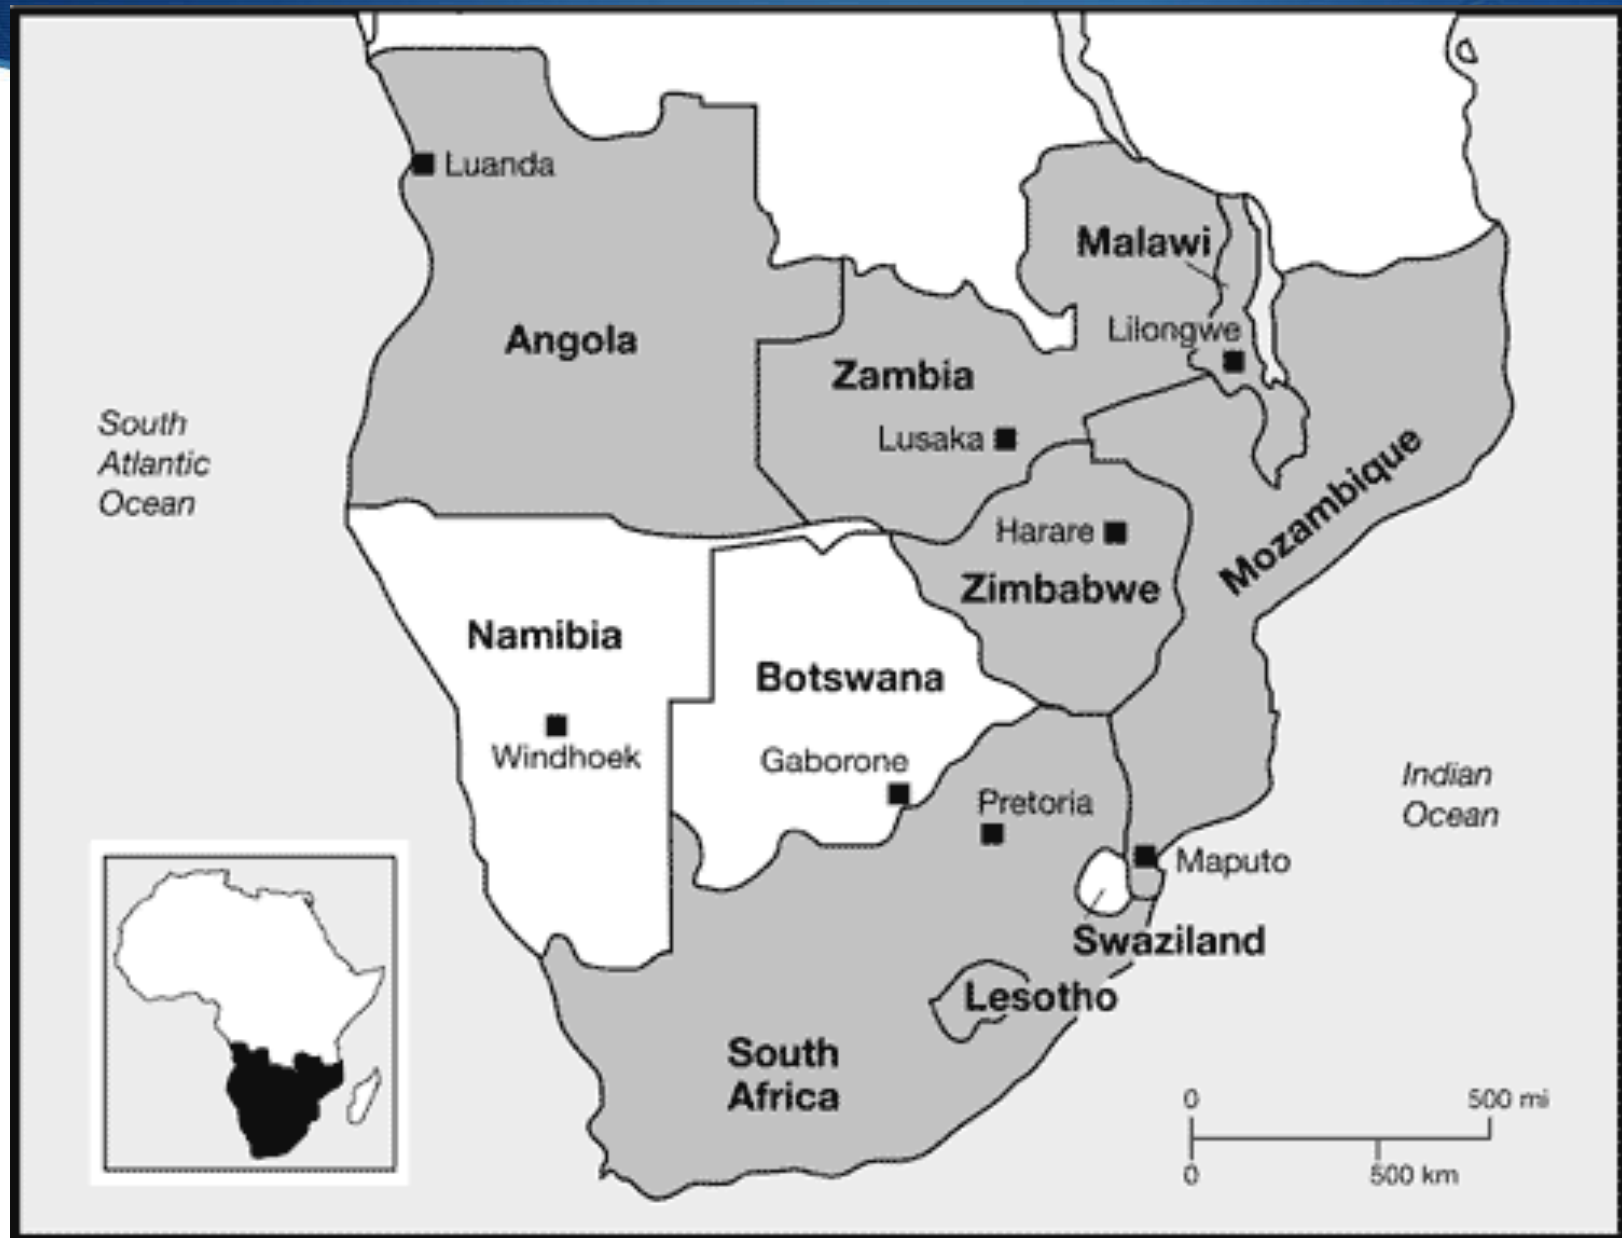 Luanda
Malawi
Lilongwe
Angola
Zambia
Lusaka
South
Atlantic
Ocean
Mozambique
Harare
Zimbabwe
Namibia
Botswana
Windhoek
Gaborone
Pretoria
Indian
Ocean
Maputo
Swaziland
Lesotho
South
Africa
0 500 mi
0 500 km